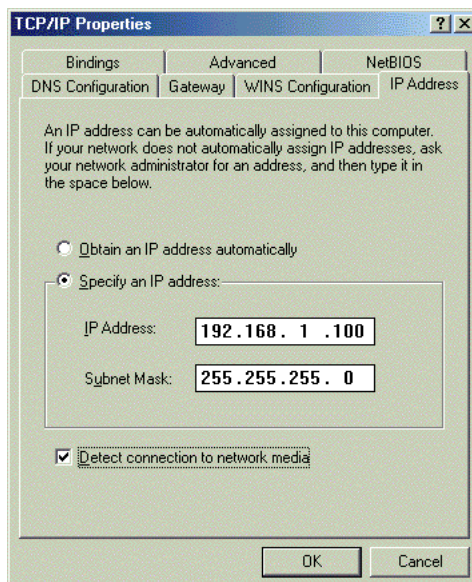 TCP/IP Properties
Bindings Advanced NetBIOS
DNS Configuration Gateway WINS Configuration IP Address
An IP address can be automatically assigned to this computer.
If your network does not automatically assign IP addresses, ask
your network administrator for an address, and then type it in
the space below.
Obtain an IP address automatically
Specify an IP address:
IP Address: 192.168. 1 .100
Subnet Mask: 255.255.255. 0
Detect connection to network media
OK Cancel